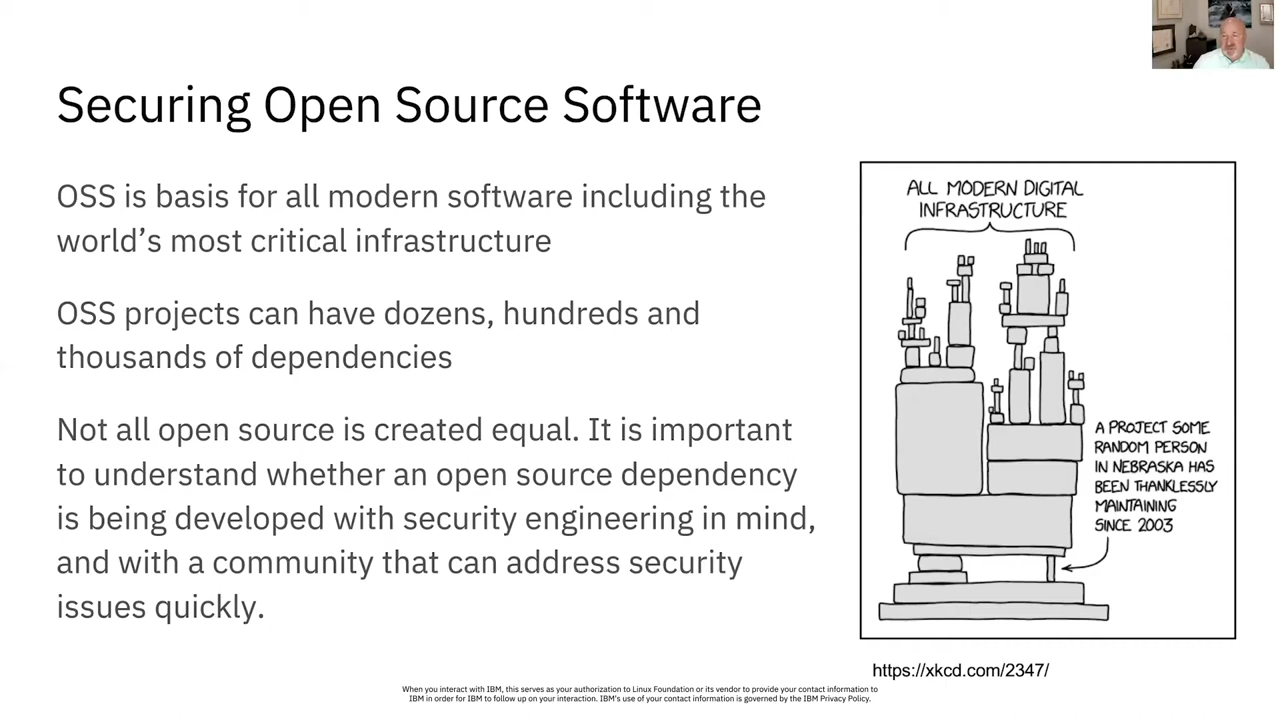 Securing Open Source Software
OSS is basis for all modern software including the
world’s most critical infrastructure
OSS projects can have dozens, hundreds and
thousands of dependencies
Not all open source is created equal. It is important
to understand whether an open source dependency
is being developed with security engineering in mind,
and with a community that can address security
issues quickly.
ALL MODERN DIGITAL
INFRASTRUCTURE
A PROJECT SOME
RANDOM PERSON
IN NEBRASKA HAS
BEEN THANKLESSLY
MAINTAINING
SINCE 2003
https://xkcd.com/2347/
When you interact with IBM, this serves as your authorization to Linux Foundation or its vendor to provide your contact information to
IBM in order for IBM to follow up on your interaction. IBM's use of your contact information is governed by the IBM Privacy Policy.